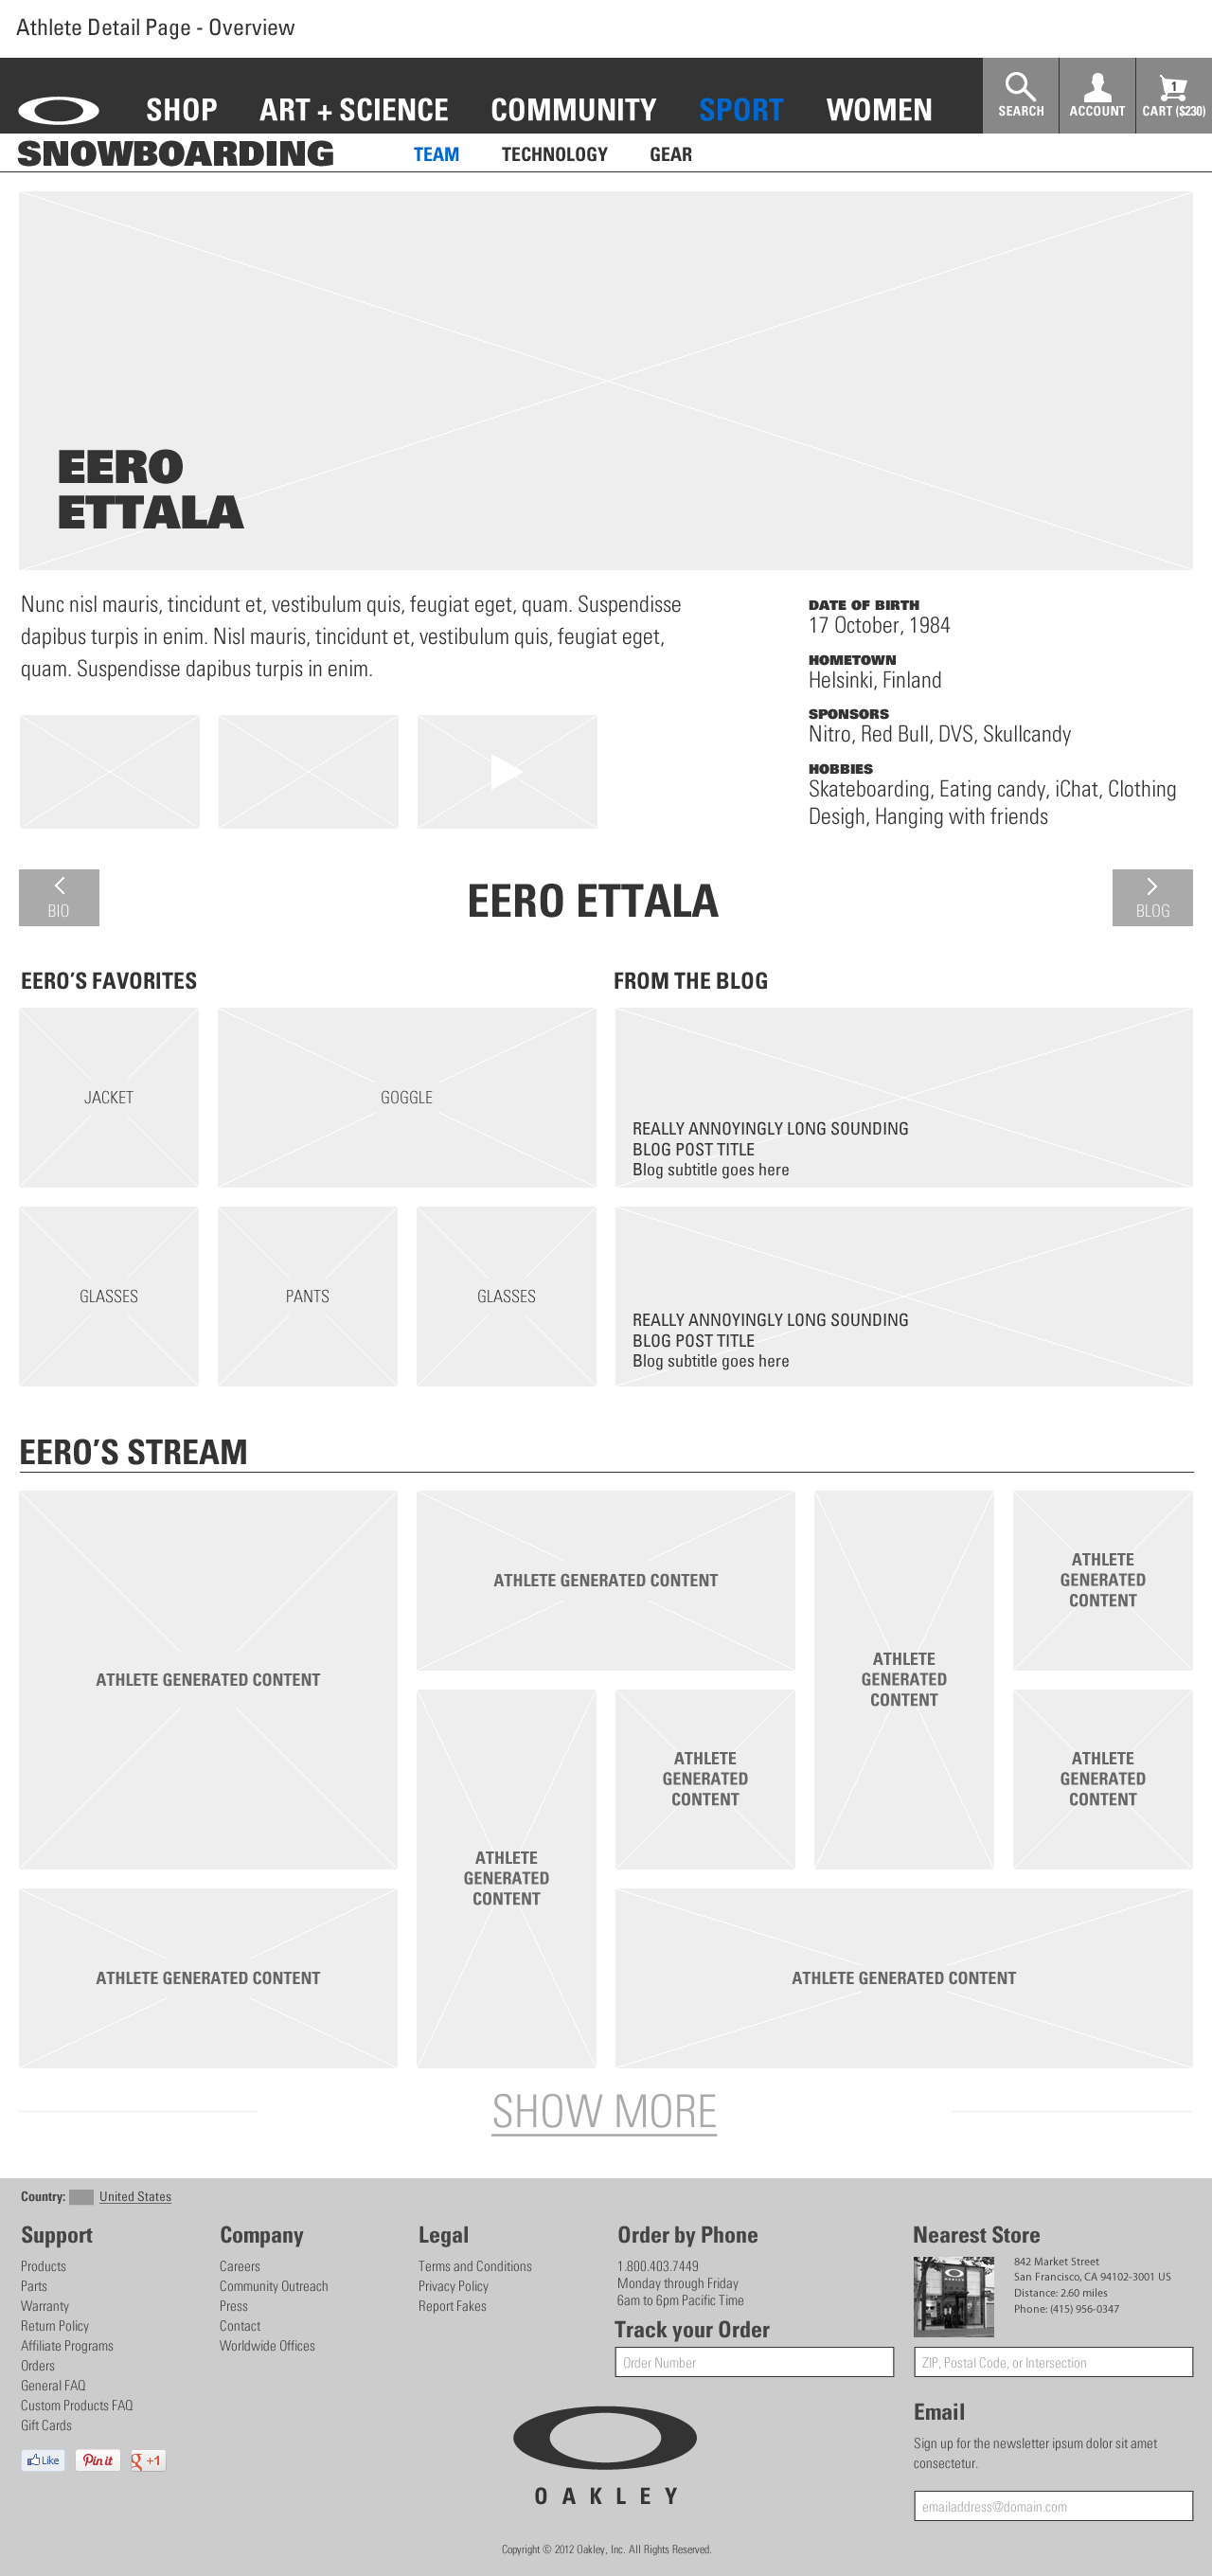 Athlete Detail Page - Overview
SHOP ART + SCIENCE COMMUNITY SPORT WOMEN
SEARCH
ACCOUNT
1
CART ($230)
SNOWBOARDING
TEAM TECHNOLOGY GEAR
EERO
ETTALA
Nunc nisl mauris, tincidunt et, vestibulum quis, feugiat eget, quam. Suspendisse
dapibus turpis in enim. Nisl mauris, tincidunt et, vestibulum quis, feugiat eget,
quam. Suspendisse dapibus turpis in enim.
DATE OF BIRTH
17 October, 1984
HOMETOWN
Helsinki, Finland
SPONSORS
Nitro, Red Bull, DVS, Skullcandy
HOBBIES
Skateboarding, Eating candy, iChat, Clothing
Desigh, Hanging with friends
BIO
EERO ETTALA
BLOG
EERO'S FAVORITES
JACKET
GOGGLE
GLASSES
PANTS
GLASSES
FROM THE BLOG
REALLY ANNOYINGLY LONG SOUNDING
BLOG POST TITLE
Blog subtitle goes here
REALLY ANNOYINGLY LONG SOUNDING
BLOG POST TITLE
Blog subtitle goes here
EERO'S STREAM
ATHLETE GENERATED CONTENT
ATHLETE GENERATED CONTENT
ATHLETE
GENERATED
CONTENT
ATHLETE
GENERATED
CONTENT
ATHLETE
GENERATED
CONTENT
ATHLETE
GENERATED
CONTENT
ATHLETE
GENERATED
CONTENT
ATHLETE GENERATED CONTENT
ATHLETE GENERATED CONTENT
SHOW MORE
Country: United States
Support
Products
Parts
Warranty
Return Policy
Affiliate Programs
Orders
General FAQ
Custom Products FAQ
Gift Cards
Like
Pin it
g +1
Company
Careers
Community Outreach
Press
Contact
Worldwide Offices
Legal
Terms and Conditions
Privacy Policy
Report Fakes
Order by Phone
1.800.403.7449
Monday through Friday
6am to 6pm Pacific Time
Track your Order
Order Number
Nearest Store
OAKLEY
842 Market Street
San Francisco, CA 94102-3001 US
Distance: 2.60 miles
Phone: (415) 956-0347
ZIP, Postal Code, or Intersection
Email
Sign up for the newsletter ipsum dolor sit amet
consectetur.
emailaddress@domain.com
OAKLEY
Copyright © 2012 Oakley, Inc. All Rights Reserved.